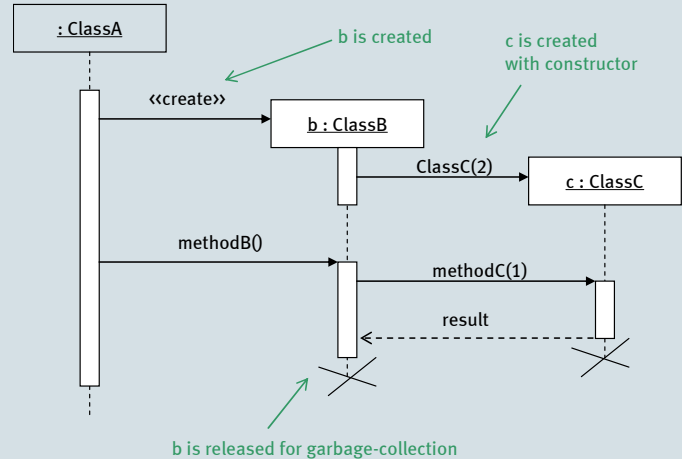 : ClassA
b is created
c is created
with constructor
<<create>>
b : ClassB
ClassC(2)
c : ClassC
methodB()
methodC(1)
result
b is released for garbage-collection